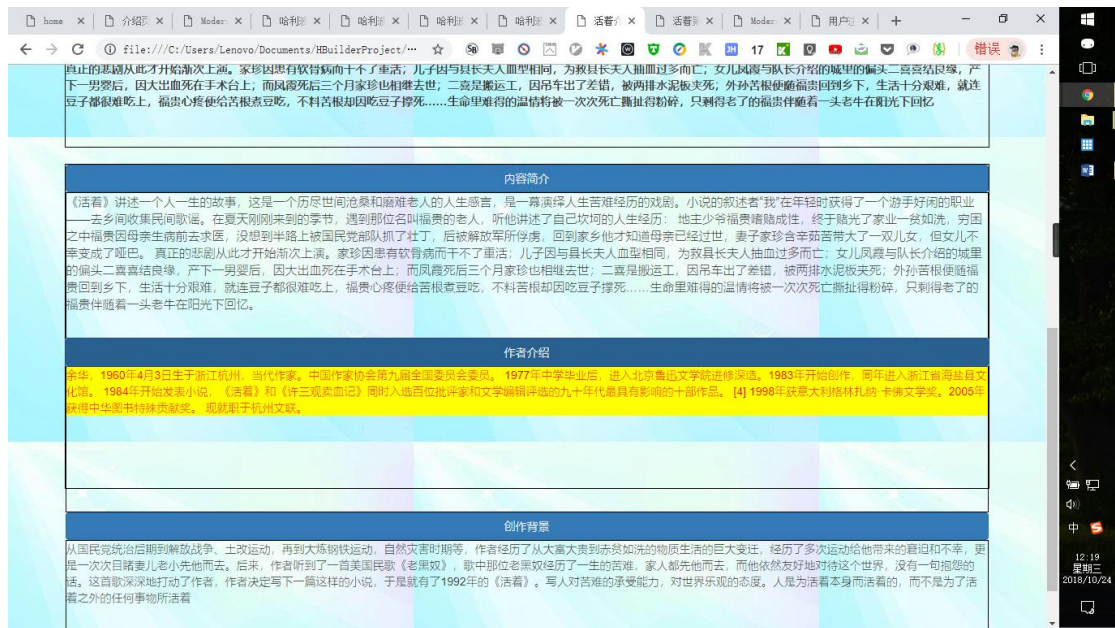 home
介绍
Moder
哈利
哈利
哈利
哈利
活着
活着
Moder
用户
file:///C:/Users/Lenovo/Documents/HBuilderProject/···
17
错误
真正的悲剧从此才开始渐次上演。家珍因患有软骨病而干不了重活；儿子因与县长夫人血型相同，为救县长夫人抽血过多而亡；女儿凤霞与队长介绍的城里的偏头二喜喜结良缘，产
下一男婴后，因大出血死在手术台上；而凤霞死后三个月家珍也相继去世；二喜是搬运工，因吊车出了差错，被两排水泥板夹死；外孙苦根便随福贵回到乡下，生活十分艰难，就连
豆子都很难吃上，福贵心疼便给苦根煮豆吃，不料苦根却因吃豆子撑死……生命里难得的温情将被一次次死亡撕扯得粉碎，只剩得老了的福贵伴随着一头老牛在阳光下回忆
内容简介
《活着》讲述一个人一生的故事，这是一个历尽世间沧桑和磨难老人的人生感言，是一幕演绎人生苦难经历的戏剧。小说的叙述者“我”在年轻时获得了一个游手好闲的职业
——去乡间收集民间歌谣。在夏天刚刚来到的季节，遇到那位名叫福贵的老人，听他讲述了自己坎坷的人生经历： 地主少爷福贵嗜赌成性，终于赌光了家业一贫如洗，穷困
之中福贵因母亲生病前去求医，没想到半路上被国民党部队抓了壮丁，后被解放军所俘虏，回到家乡他才知道母亲已经过世，妻子家珍含辛茹苦带大了一双儿女，但女儿不
幸变成了哑巴。 真正的悲剧从此才开始渐次上演。家珍因患有软骨病而干不了重活；儿子因与县长夫人血型相同，为救县长夫人抽血过多而亡；女儿凤霞与队长介绍的城里
的偏头二喜喜结良缘，产下一男婴后，因大出血死在手术台上；而凤霞死后三个月家珍也相继去世；二喜是搬运工，因吊车出了差错，被两排水泥板夹死；外孙苦根便随福
贵回到乡下，生活十分艰难，就连豆子都很难吃上，福贵心疼便给苦根煮豆吃，不料苦根却因吃豆子撑死……生命里难得的温情将被一次次死亡撕扯得粉碎，只剩得老了的
福贵伴随着一头老牛在阳光下回忆。
作者介绍
余华，1960年4月3日生于浙江杭州，当代作家。中国作家协会第九届全国委员会委员。 1977年中学毕业后，进入北京鲁迅文学院进修深造。1983年开始创作，同年进入浙江省海盐县文
化馆。 1984年开始发表小说，《活着》和《许三观卖血记》同时入选百位批评家和文学编辑评选的九十年代最具有影响的十部作品。 [4] 1998年获意大利格林扎纳·卡佛文学奖。2005年
获得中华图书特殊贡献奖。 现就职于杭州文联。
创作背景
从国民党统治后期到解放战争、土改运动，再到大炼钢铁运动，自然灾害时期等，作者经历了从大富大贵到赤贫如洗的物质生活的巨大变迁，经历了多次运动给他带来的窘迫和不幸，更
是一次次目睹妻儿老小先他而去。后来，作者听到了一首美国民歌《老黑奴》，歌中那位老黑奴经历了一生的苦难，家人都先他而去，而他依然友好地对待这个世界，没有一句抱怨的
话。这首歌深深地打动了作者，作者决定写下一篇这样的小说，于是就有了1992年的《活着》。写人对苦难的承受能力，对世界乐观的态度。人是为活着本身而活着的，而不是为了活
着之外的任何事物所活着
中
12:19
星期三
2018/10/24